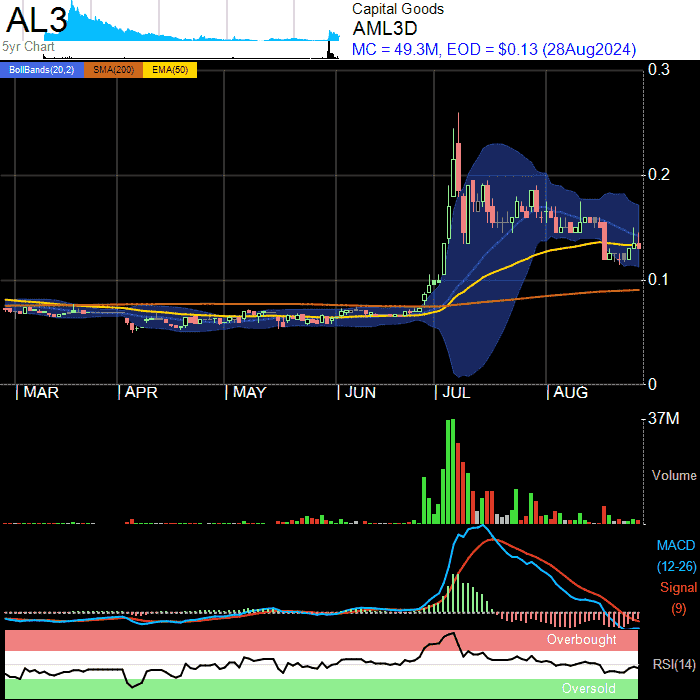 AL3
5yr Chart
Capital Goods
AML3D
MC = 49.3M, EOD = $0.13 (28Aug2024)
BollBands(20,2) SMA(200) EMA(50)
0.3
0.2
0.1
0
MAR APR MAY JUN JUL AUG
37M
Volume
MACD
(12-26)
Signal
(9)
Overbought
RSI(14)
Oversold